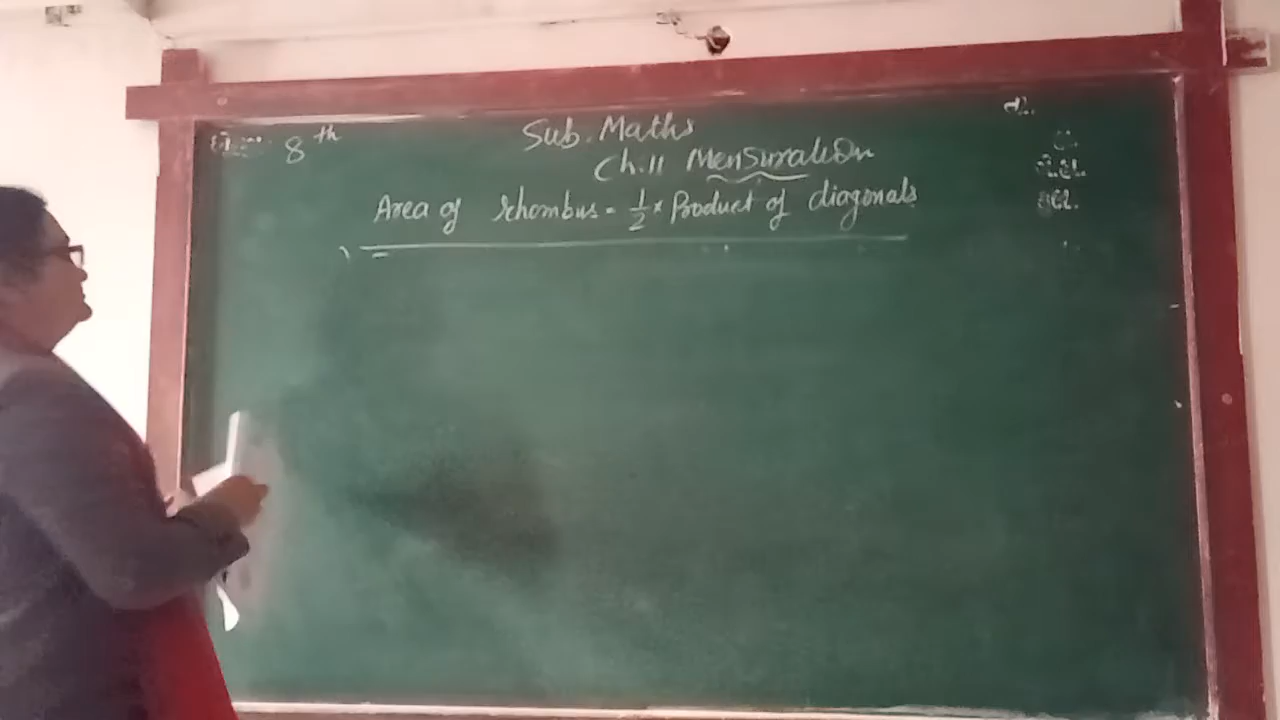 8th
Sub. Maths
Ch. 11 Mensuration
Area of rhombus = 1/2 × Product of diagonals